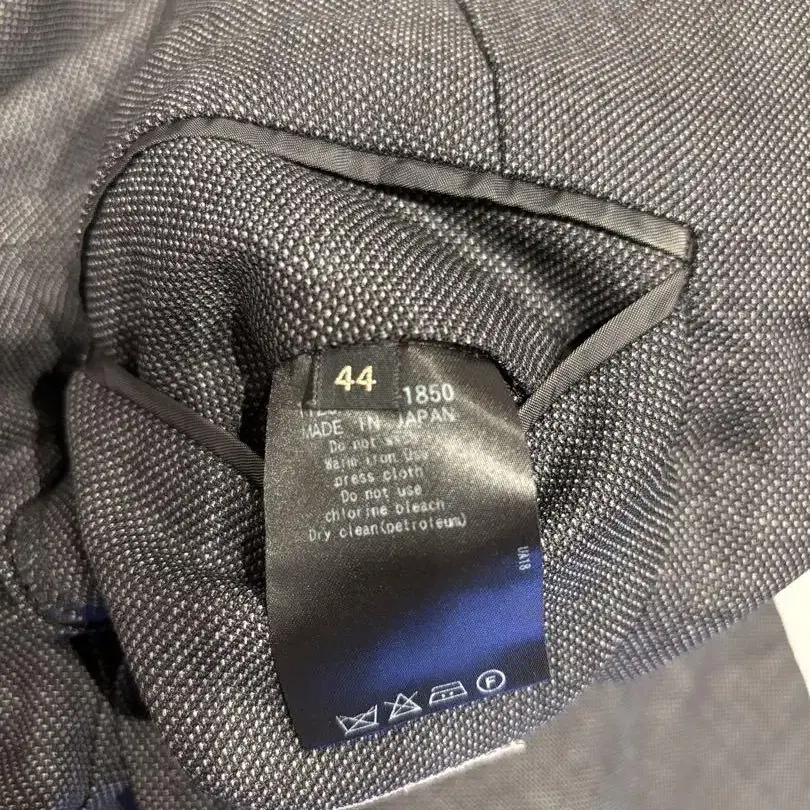 44
1850
MADE IN JAPAN
Do not
Warm iron Use
press cloth
Do not use
chlorine bleach
Dry clean(petroleum)
UA18
F